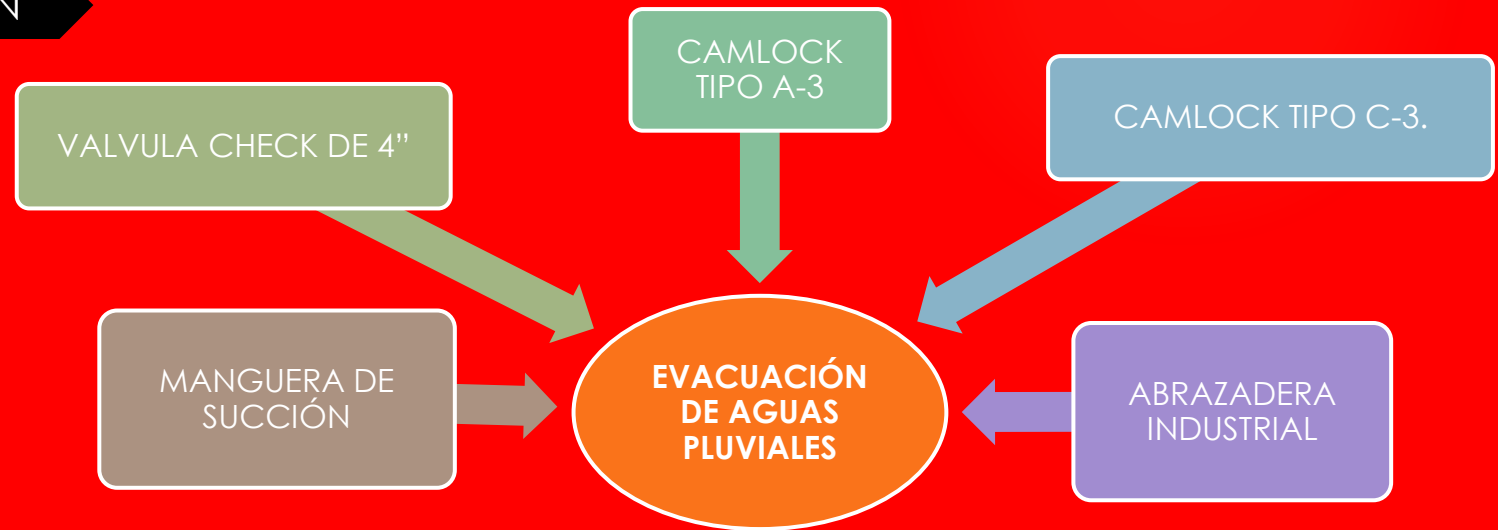 CAMLOCK
TIPO A-3
CAMLOCK TIPO C-3.
VALVULA CHECK DE 4”
MANGUERA DE
SUCCIÓN
EVACUACIÓN
DE AGUAS
PLUVIALES
ABRAZADERA
INDUSTRIAL